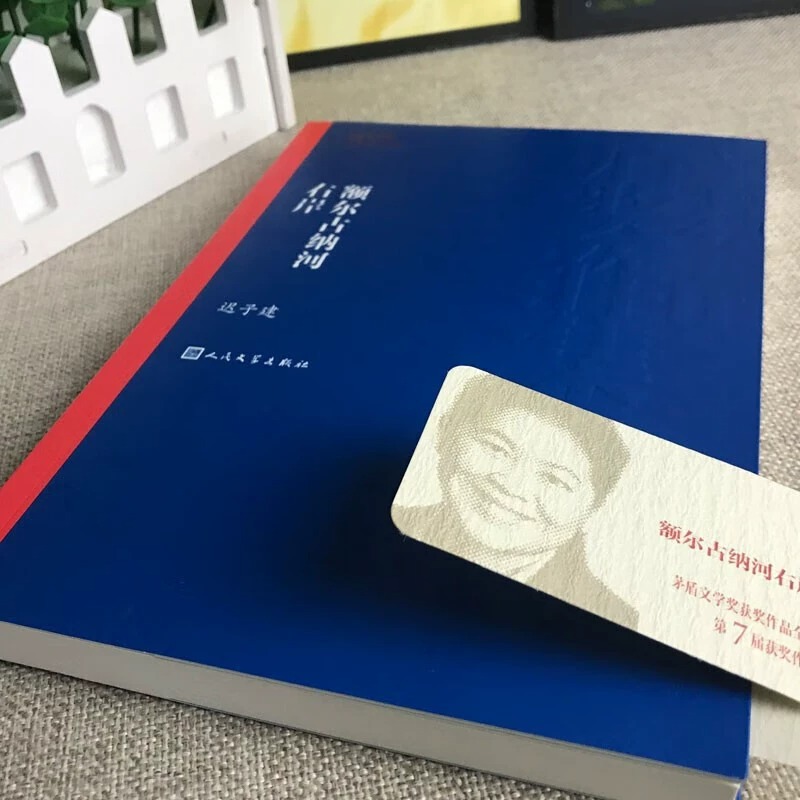 额尔古纳河
右岸
迟子建
人民文学出版社
额尔古纳河右
茅盾文学奖获奖作品全
第7届获奖作